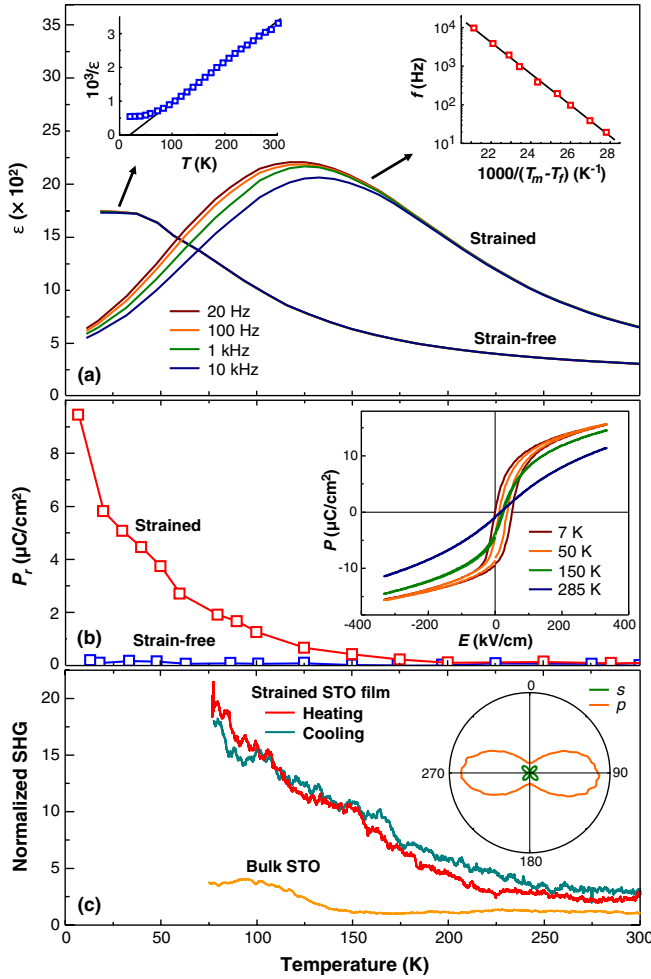 35
30
25
20
15
10
5
0
ε (× 10²)
3
2
1
0
10³/ε
0 100 200 300
T (K)
10⁴
10³
10²
10¹
f (Hz)
22 24 26 28
1000/(Tₘ-T_f) (K⁻¹)
Strained
Strain-free
20 Hz
100 Hz
1 kHz
10 kHz
(a)
8
6
4
2
0
Pᵣ (µC/cm²)
Strained
Strain-free
(b)
10
0
-10
P (µC/cm²)
7 K
50 K
150 K
285 K
-400 -200 0 200 400
E (kV/cm)
20
15
10
5
0
Normalized SHG
Strained STO film
Heating
Cooling
Bulk STO
(c)
s
p
0
90
180
270
0 50 100 150 200 250 300
Temperature (K)